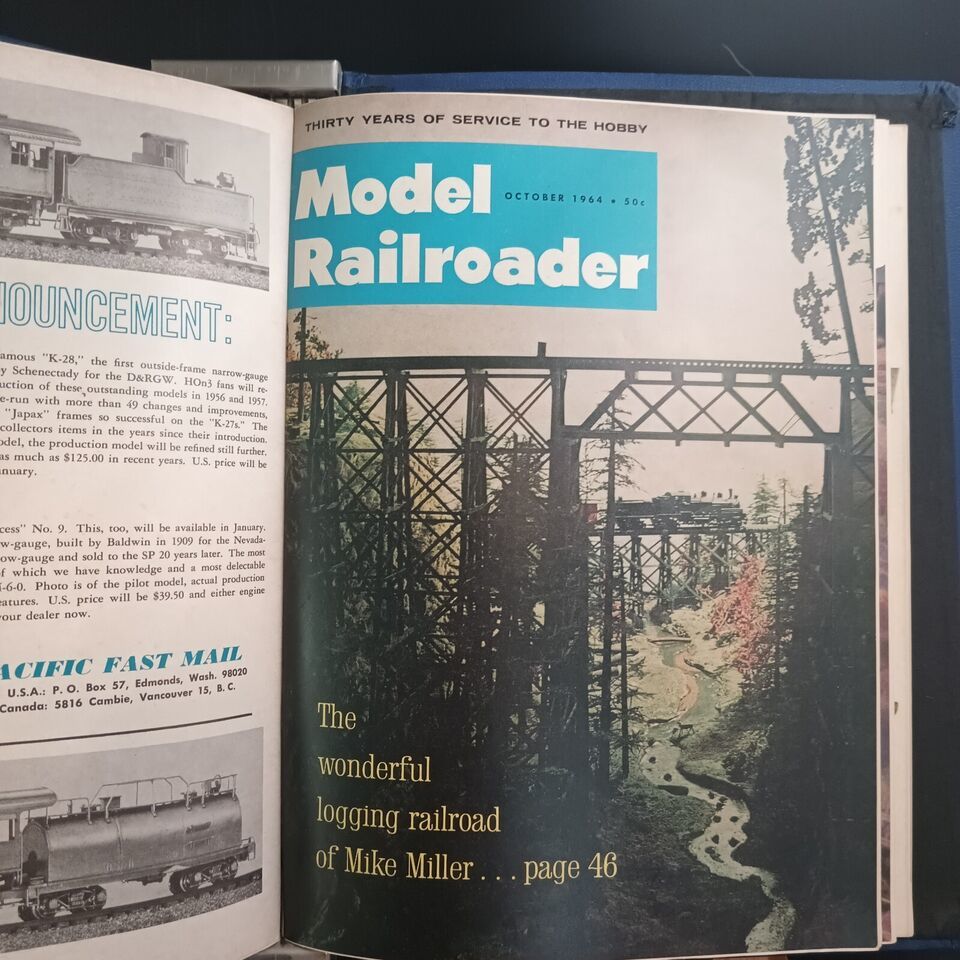 NOUNCEMENT:
amous "K-28," the first outside-frame narrow-gauge
y Schenectady for the D&RGW. HOn3 fans will re-
uction of these outstanding models in 1956 and 1957.
e-run with more than 49 changes and improvements,
"Japax" frames so successful on the "K-27s." The
collectors items in the years since their introduction.
odel, the production model will be refined still further.
as much as $125.00 in recent years. U.S. price will be
anuary.
cess" No. 9. This, too, will be available in January.
w-gauge, built by Baldwin in 1909 for the Nevada-
ow-gauge and sold to the SP 20 years later. The most
f which we have knowledge and a most delectable
-6-0. Photo is of the pilot model, actual production
eatures. U.S. price will be $39.50 and either engine
your dealer now.
ACIFIC FAST MAIL
U.S.A.: P. O. Box 57, Edmonds, Wash. 98020
Canada: 5816 Cambie, Vancouver 15, B. C.
THIRTY YEARS OF SERVICE TO THE HOBBY
Model
OCTOBER 1964 • 50c
Railroader
The
wonderful
logging railroad
of Mike Miller . . . page 46